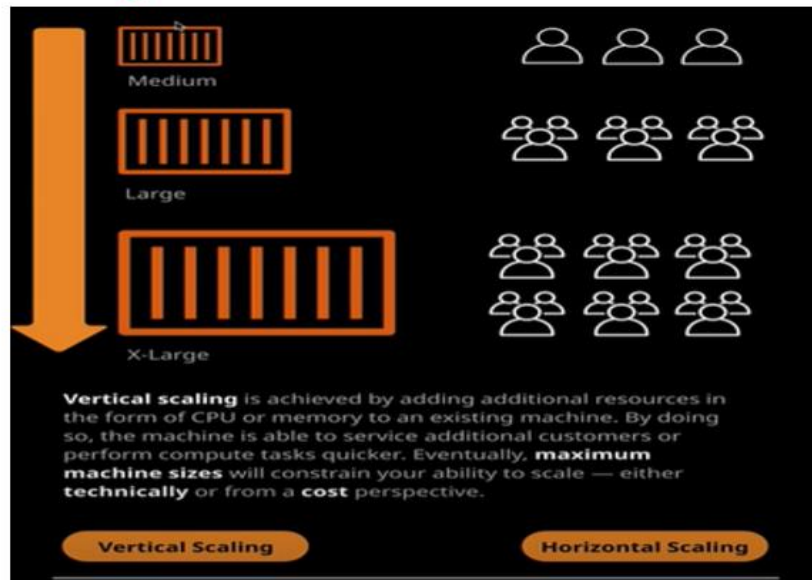 Medium
Large
X-Large
Vertical scaling is achieved by adding additional resources in
the form of CPU or memory to an existing machine. By doing
so, the machine is able to service additional customers or
perform compute tasks quicker. Eventually, maximum
machine sizes will constrain your ability to scale — either
technically or from a cost perspective.
Vertical Scaling
Horizontal Scaling